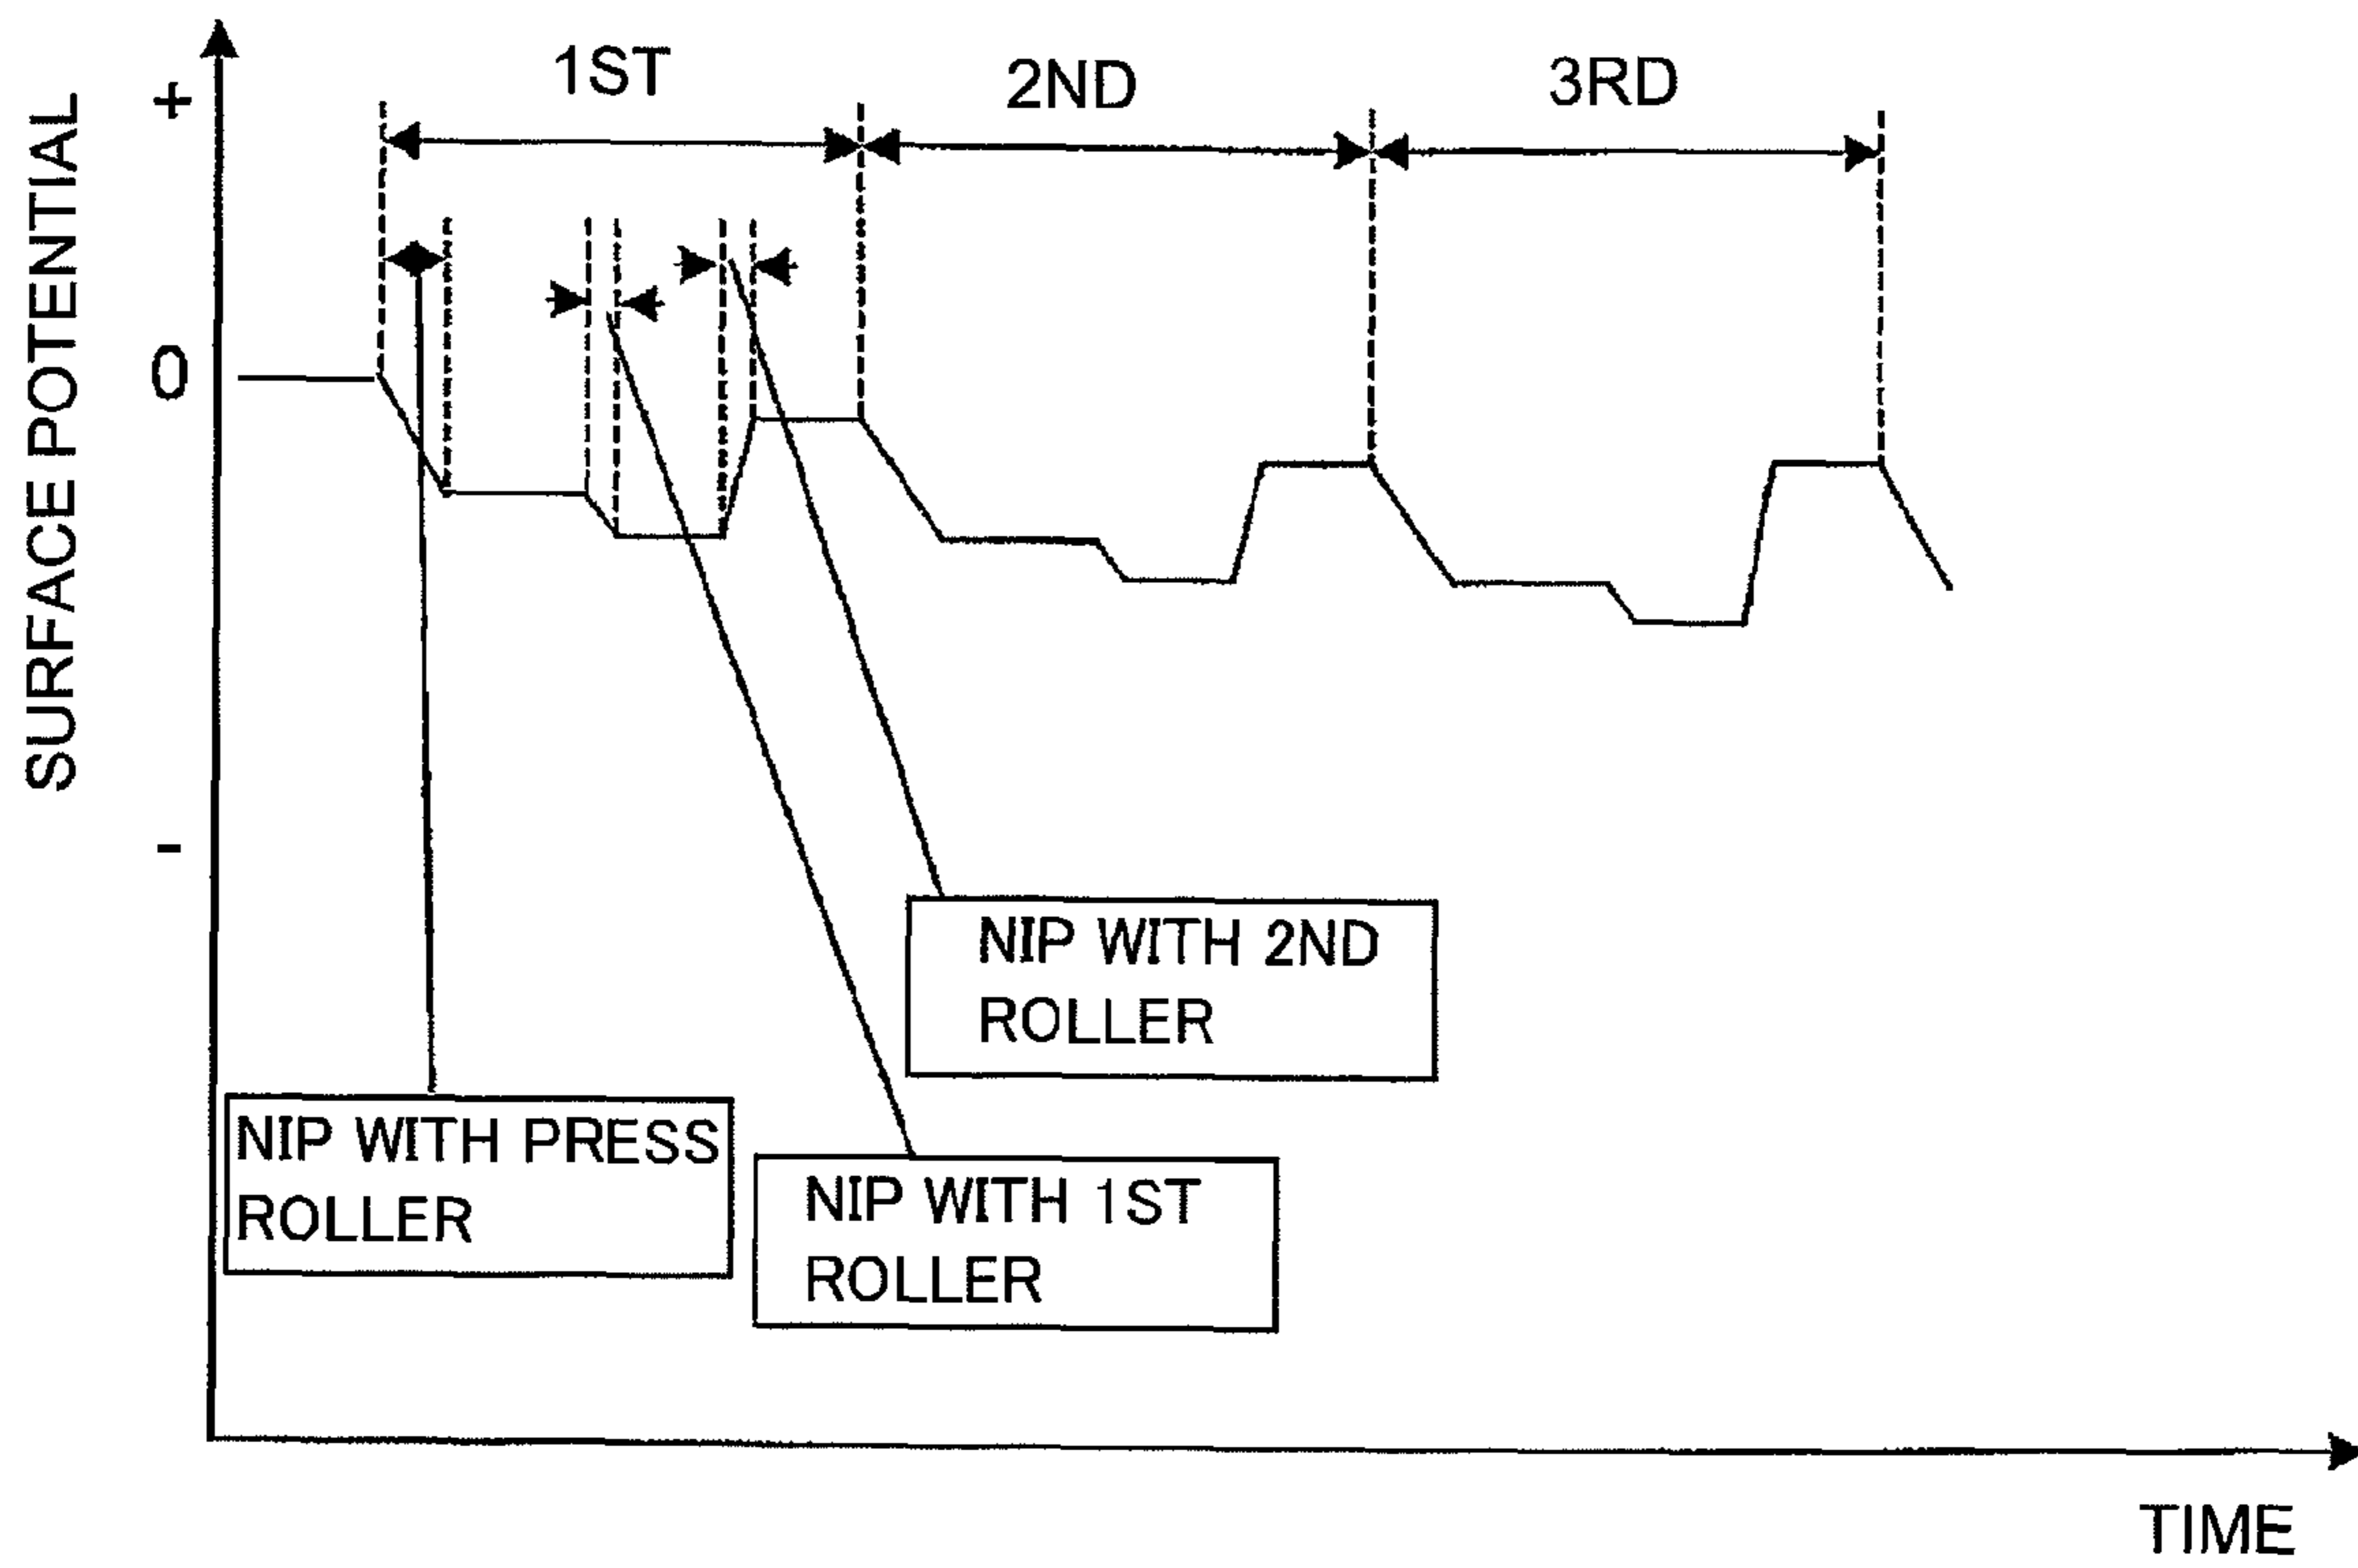 1ST
2ND
3RD
+
SURFACE POTENTIAL
0
-
NIP WITH 2ND
ROLLER
NIP WITH PRESS
ROLLER
NIP WITH 1ST
ROLLER
TIME